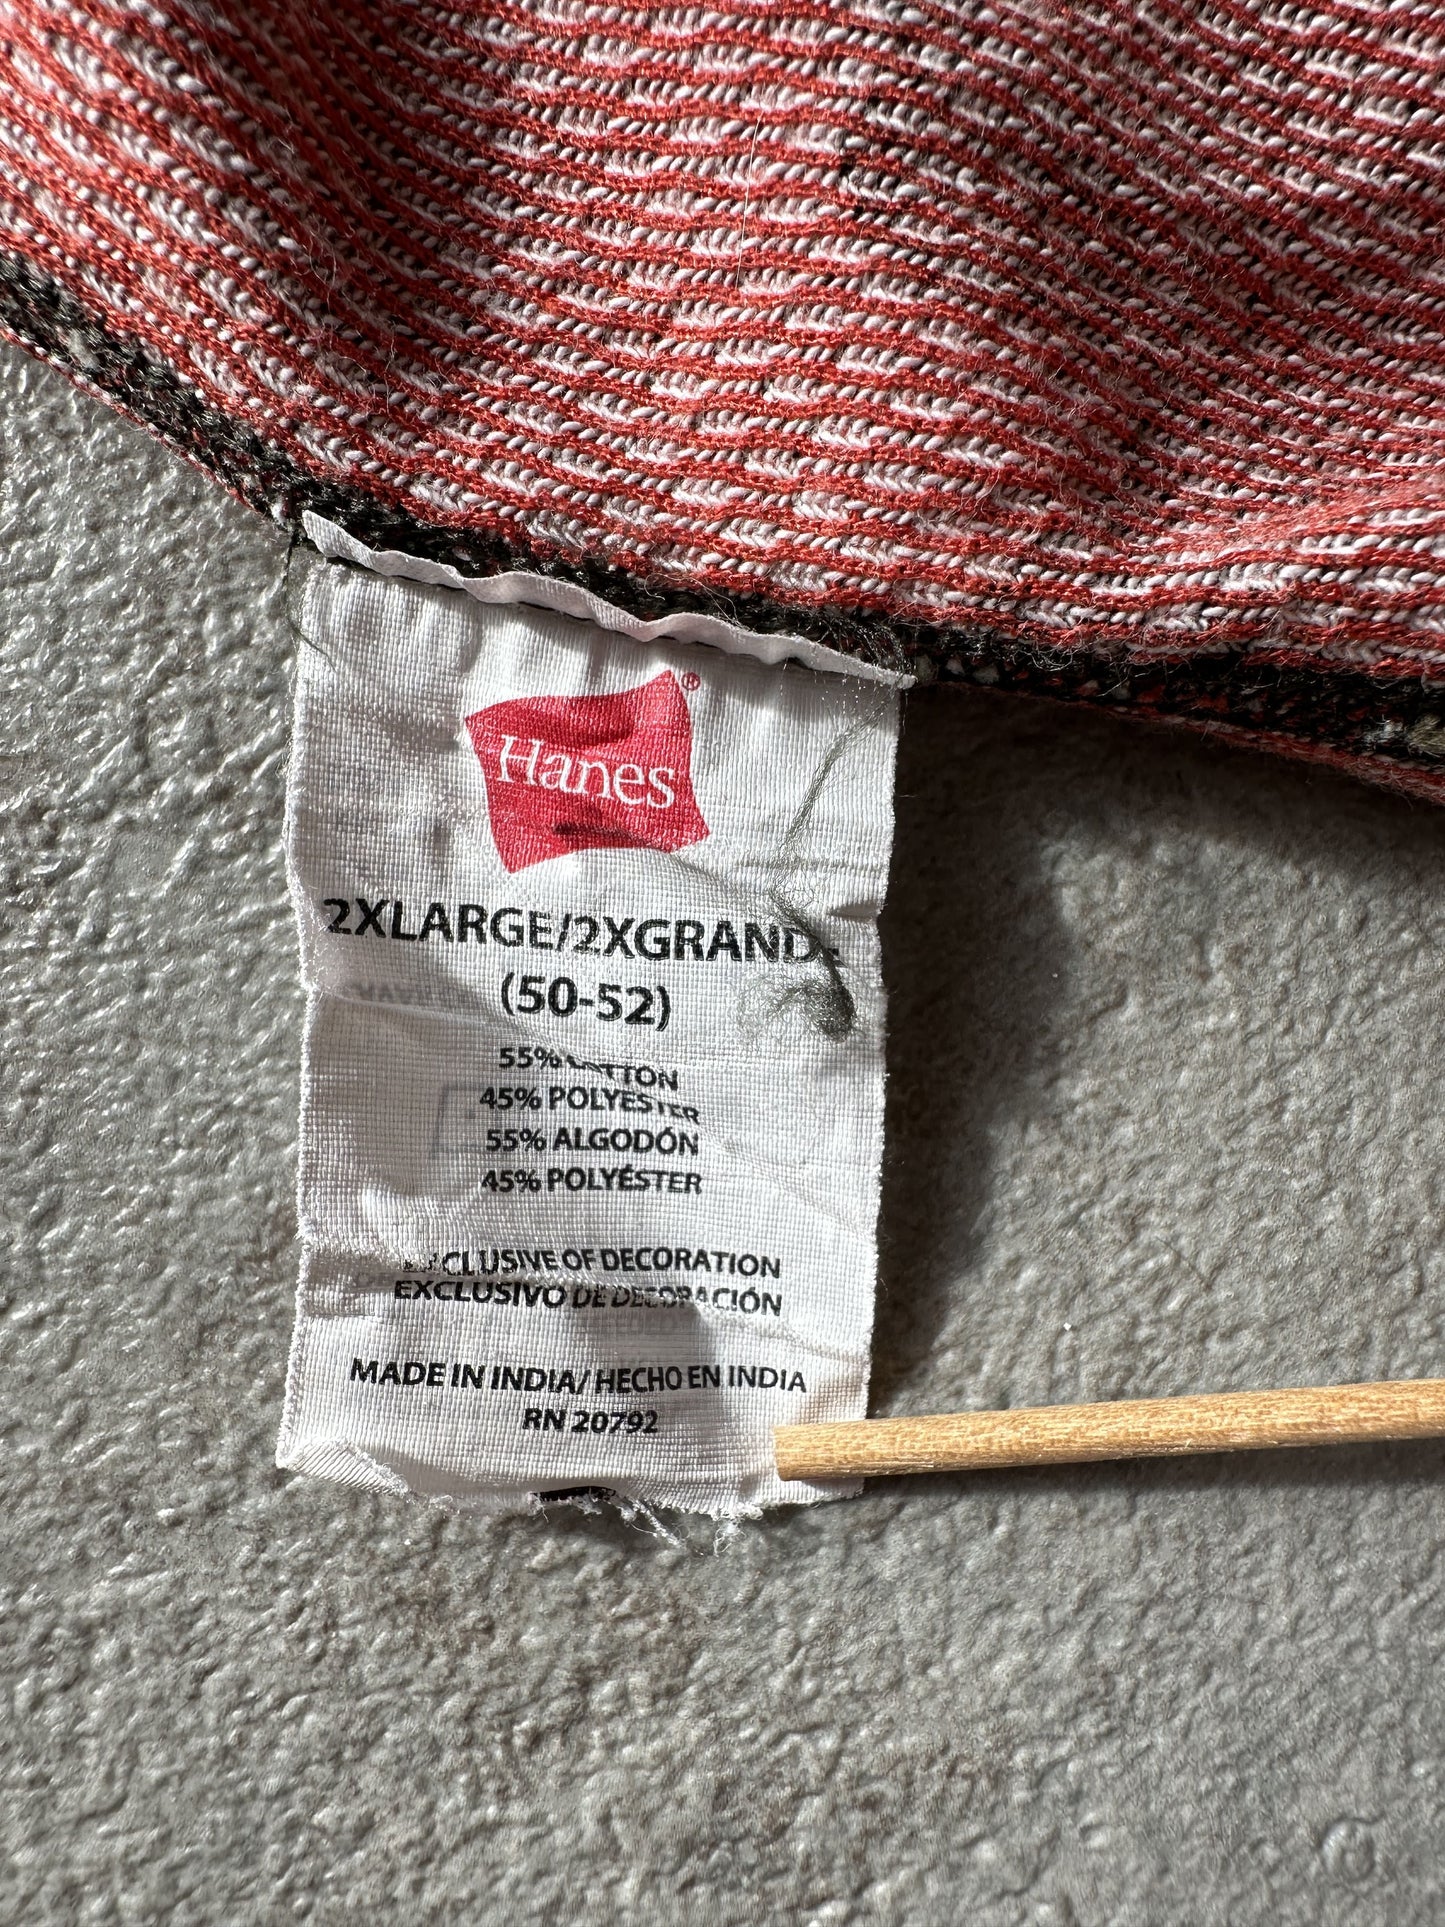 Hanes®
2XLARGE/2XGRANDE
(50-52)
55% COTTON
45% POLYESTER
55% ALGODÓN
45% POLYÉSTER
EXCLUSIVE OF DECORATION
EXCLUSIVO DE DECORACIÓN
MADE IN INDIA/ HECHO EN INDIA
RN 20792